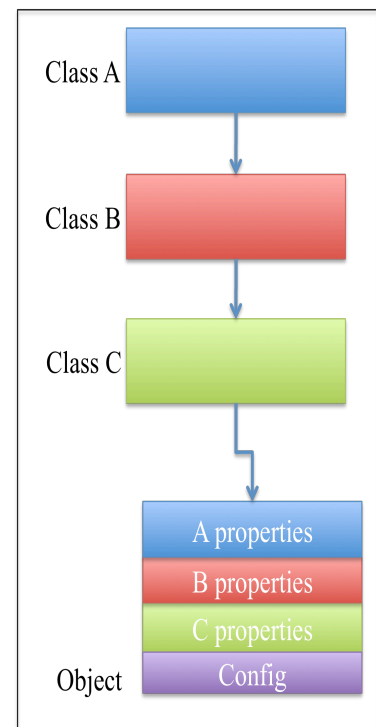 Class A
Class B
Class C
A properties
B properties
C properties
Object
Config